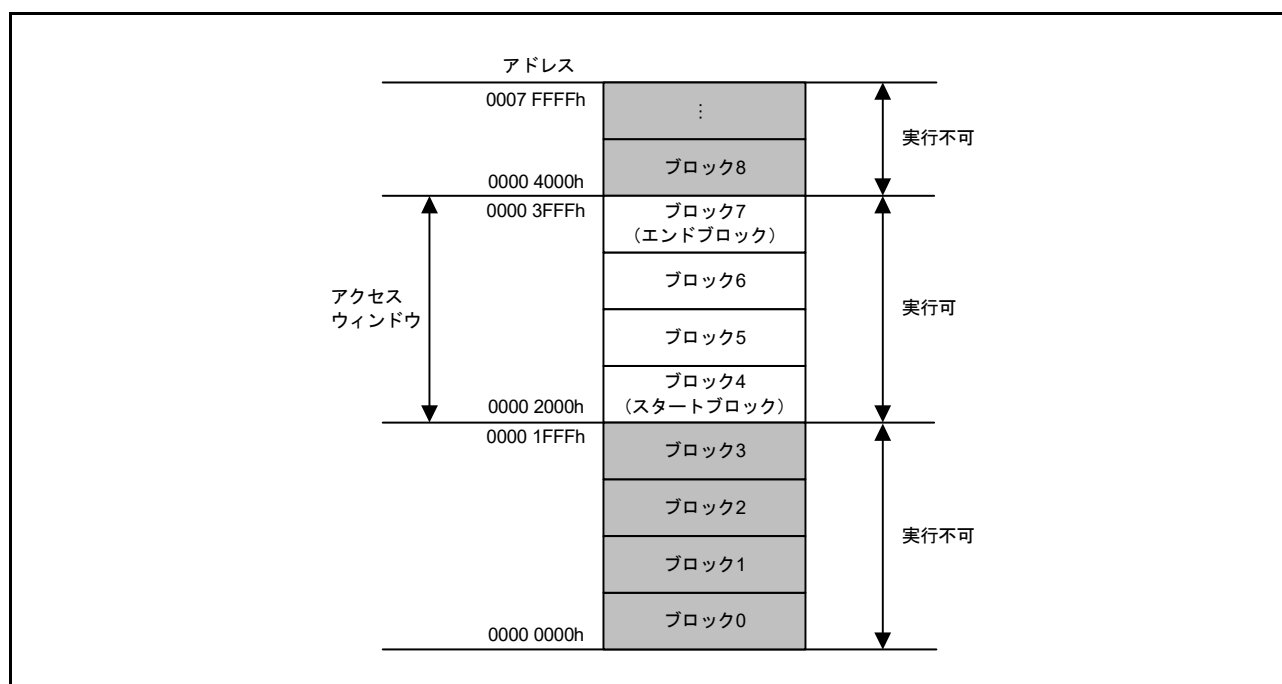 アドレス
0007 FFFFh
⋮
実行不可
ブロック8
0000 4000h
0000 3FFFh
ブロック7
(エンドブロック)
ブロック6
アクセス
ウィンドウ
実行可
ブロック5
ブロック4
(スタートブロック)
0000 2000h
0000 1FFFh
ブロック3
ブロック2
実行不可
ブロック1
ブロック0
0000 0000h